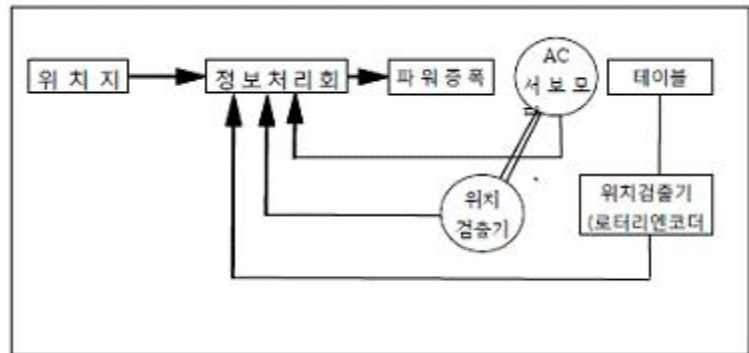 위 치 지
정 보 처 리 회
파 워 증 폭
AC
서 보 모
테이블
위치
검출기
위치검출기
(로터리엔코더